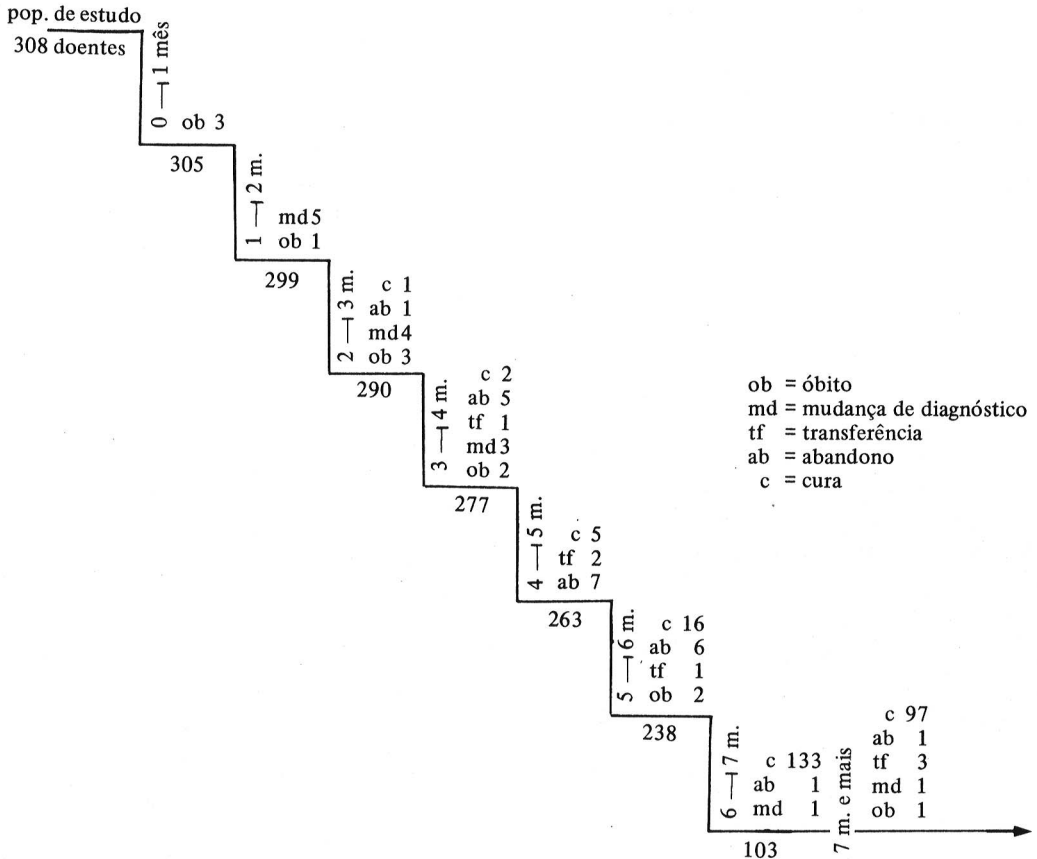 pop. de estudo
308 doentes
0 ⊣ 1 mês
ob 3
305
1 ⊣ 2 m.
md 5
ob 1
299
2 ⊣ 3 m.
c 1
ab 1
md 4
ob 3
290
3 ⊣ 4 m.
c 2
ab 5
tf 1
md 3
ob 2
277
4 ⊣ 5 m.
c 5
tf 2
ab 7
263
5 ⊣ 6 m.
c 16
ab 6
tf 1
ob 2
238
6 ⊣ 7 m.
c 133
ab 1
md 1
103
7 m. e mais
c 97
ab 1
tf 3
md 1
ob 1
ob = óbito
md = mudança de diagnóstico
tf = transferência
ab = abandono
c = cura